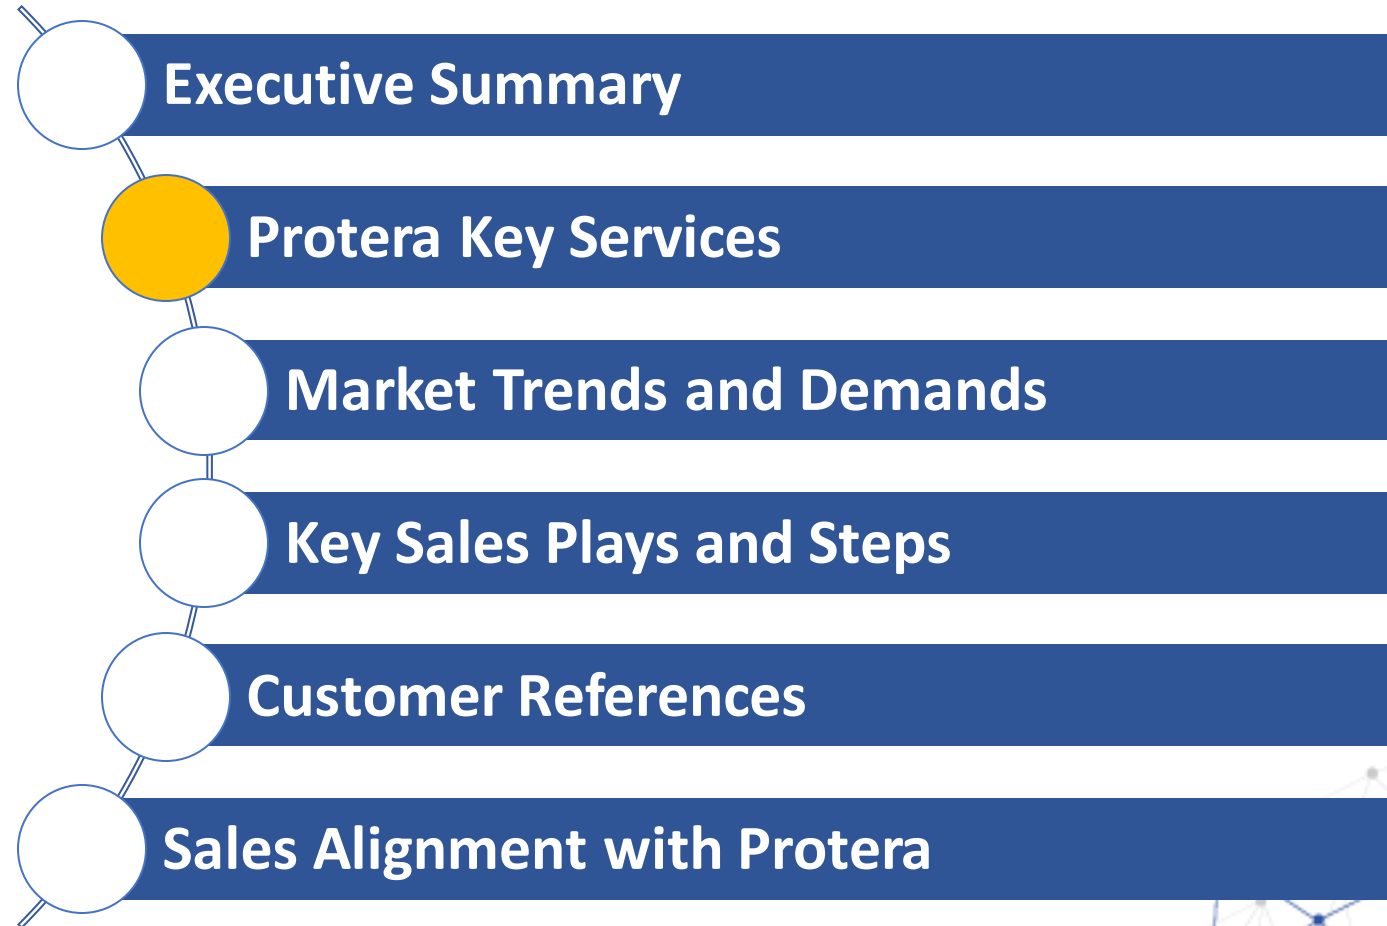 Executive Summary
Protera Key Services
Market Trends and Demands
Key Sales Plays and Steps
Customer References
Sales Alignment with Protera